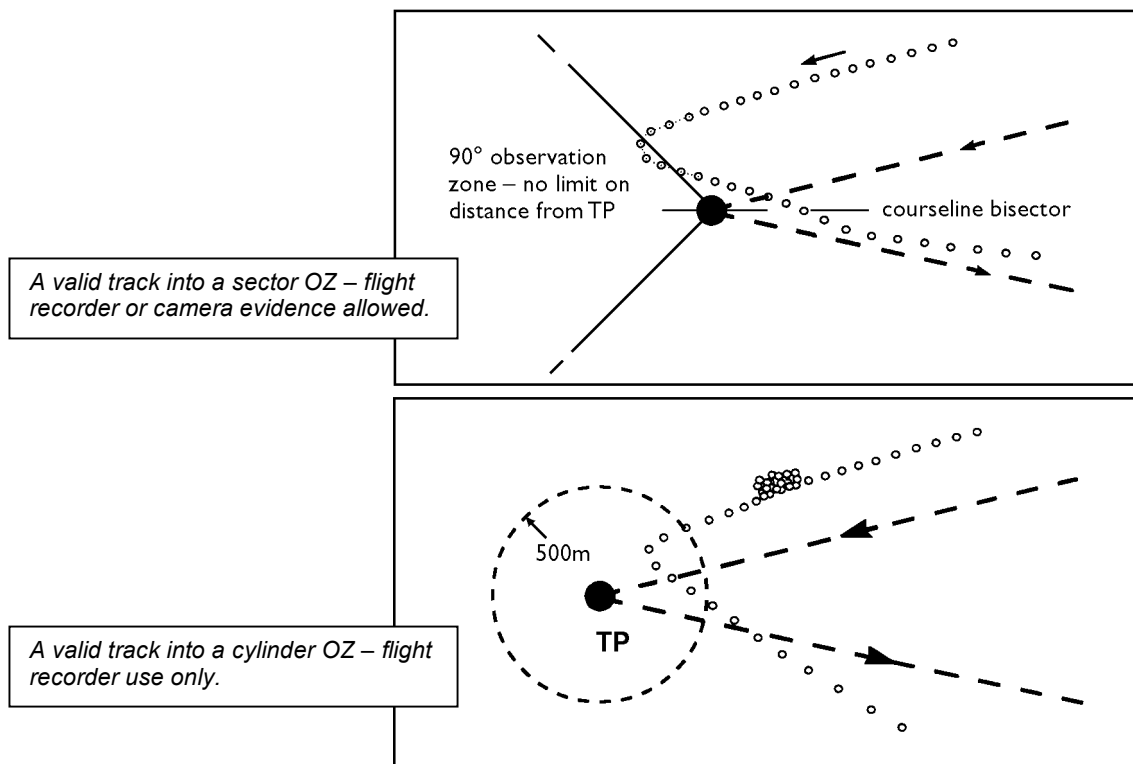 90° observation
zone – no limit on
distance from TP
courseline bisector
A valid track into a sector OZ – flight
recorder or camera evidence allowed.
500m
TP
A valid track into a cylinder OZ – flight
recorder use only.